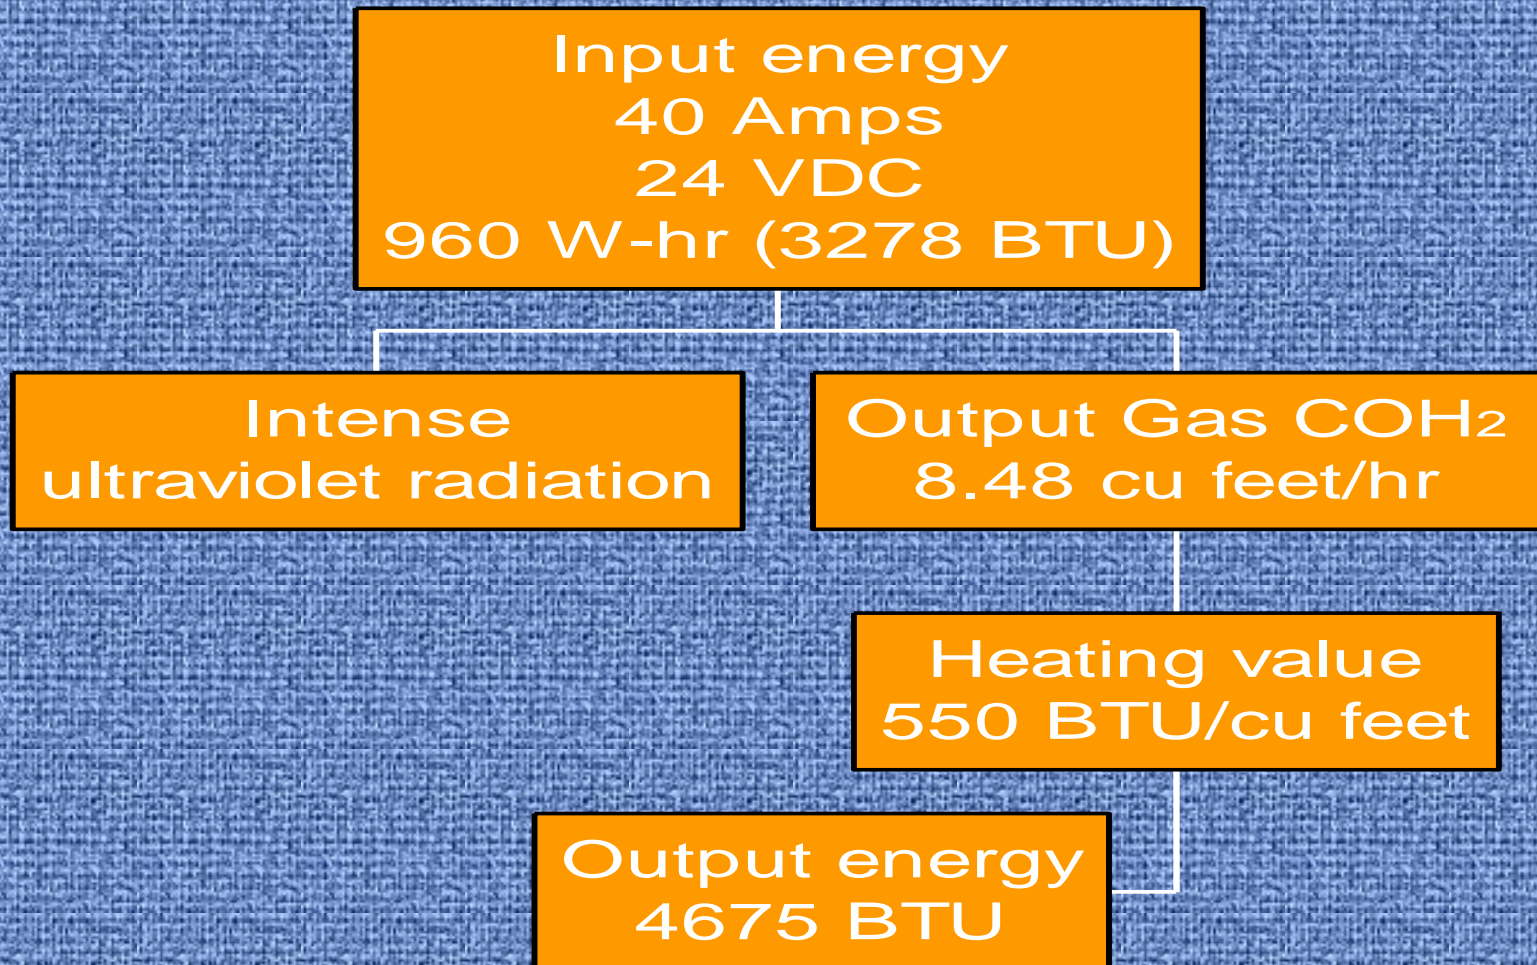 Input energy
40 Amps
24 VDC
960 W-hr (3278 BTU)
Intense
ultraviolet radiation
Output Gas COH₂
8.48 cu feet/hr
Heating value
550 BTU/cu feet
Output energy
4675 BTU